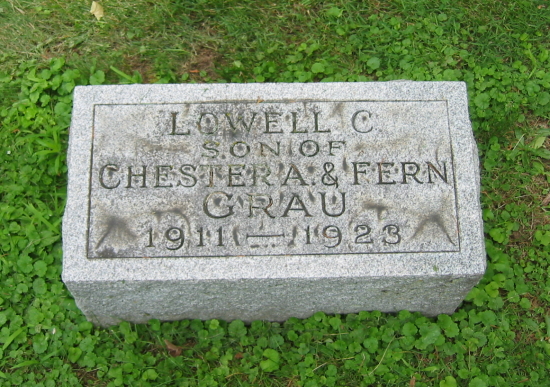 LOWELL C.
SON OF
CHESTER A. & FERN
GRAU
1911 — 1923